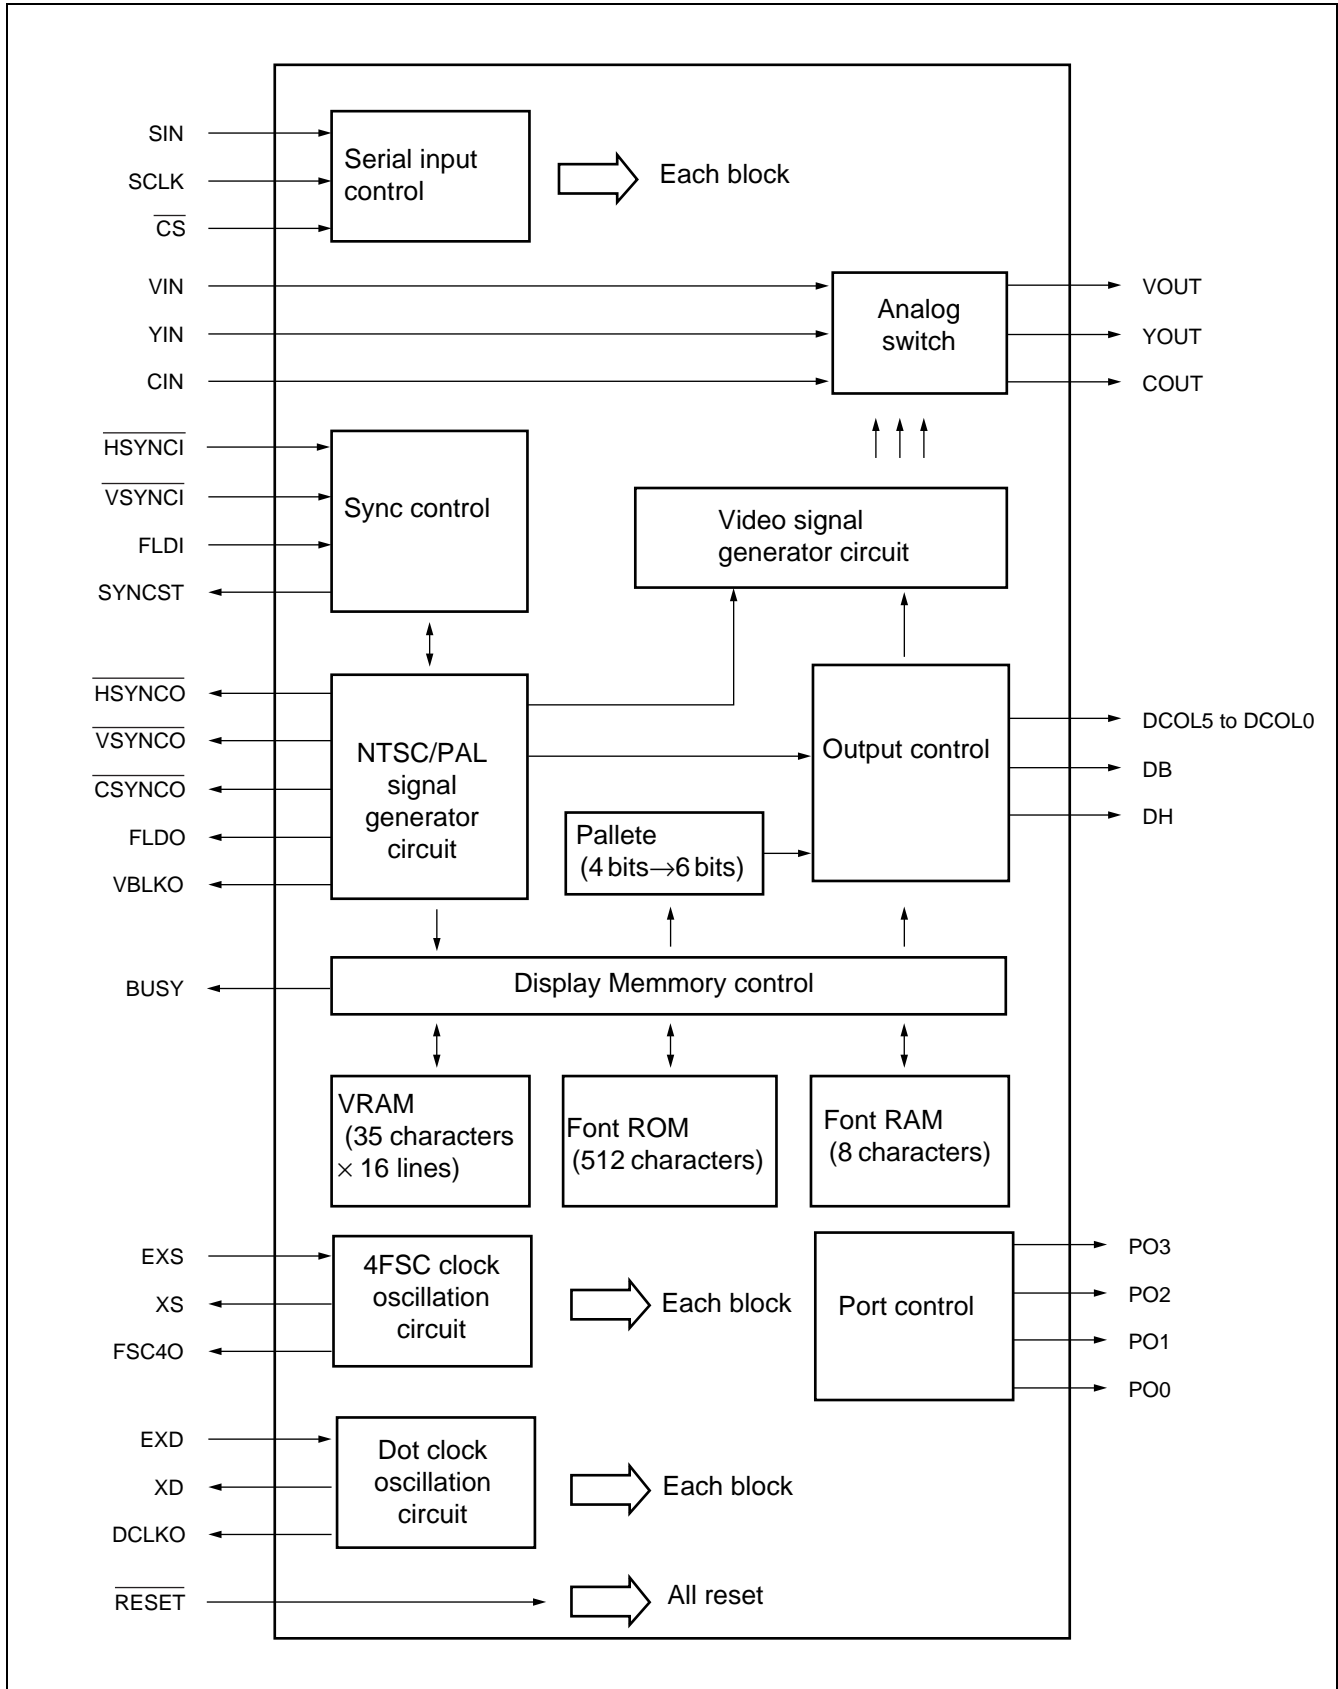 SIN
SCLK
CS
Serial input
control
Each block
VIN
YIN
CIN
Analog
switch
VOUT
YOUT
COUT
HSYNCI
VSYNCI
FLDI
SYNCST
Sync control
Video signal
generator circuit
HSYNCO
VSYNCO
CSYNCO
FLDO
VBLKO
NTSC/PAL
signal
generator
circuit
Output control
DCOL5 to DCOL0
DB
DH
Pallete
(4 bits→6 bits)
BUSY
Display Memmory control
VRAM
(35 characters
× 16 lines)
Font ROM
(512 characters)
Font RAM
(8 characters)
EXS
XS
FSC4O
4FSC clock
oscillation
circuit
Each block
Port control
PO3
PO2
PO1
PO0
EXD
XD
DCLKO
Dot clock
oscillation
circuit
Each block
RESET
All reset